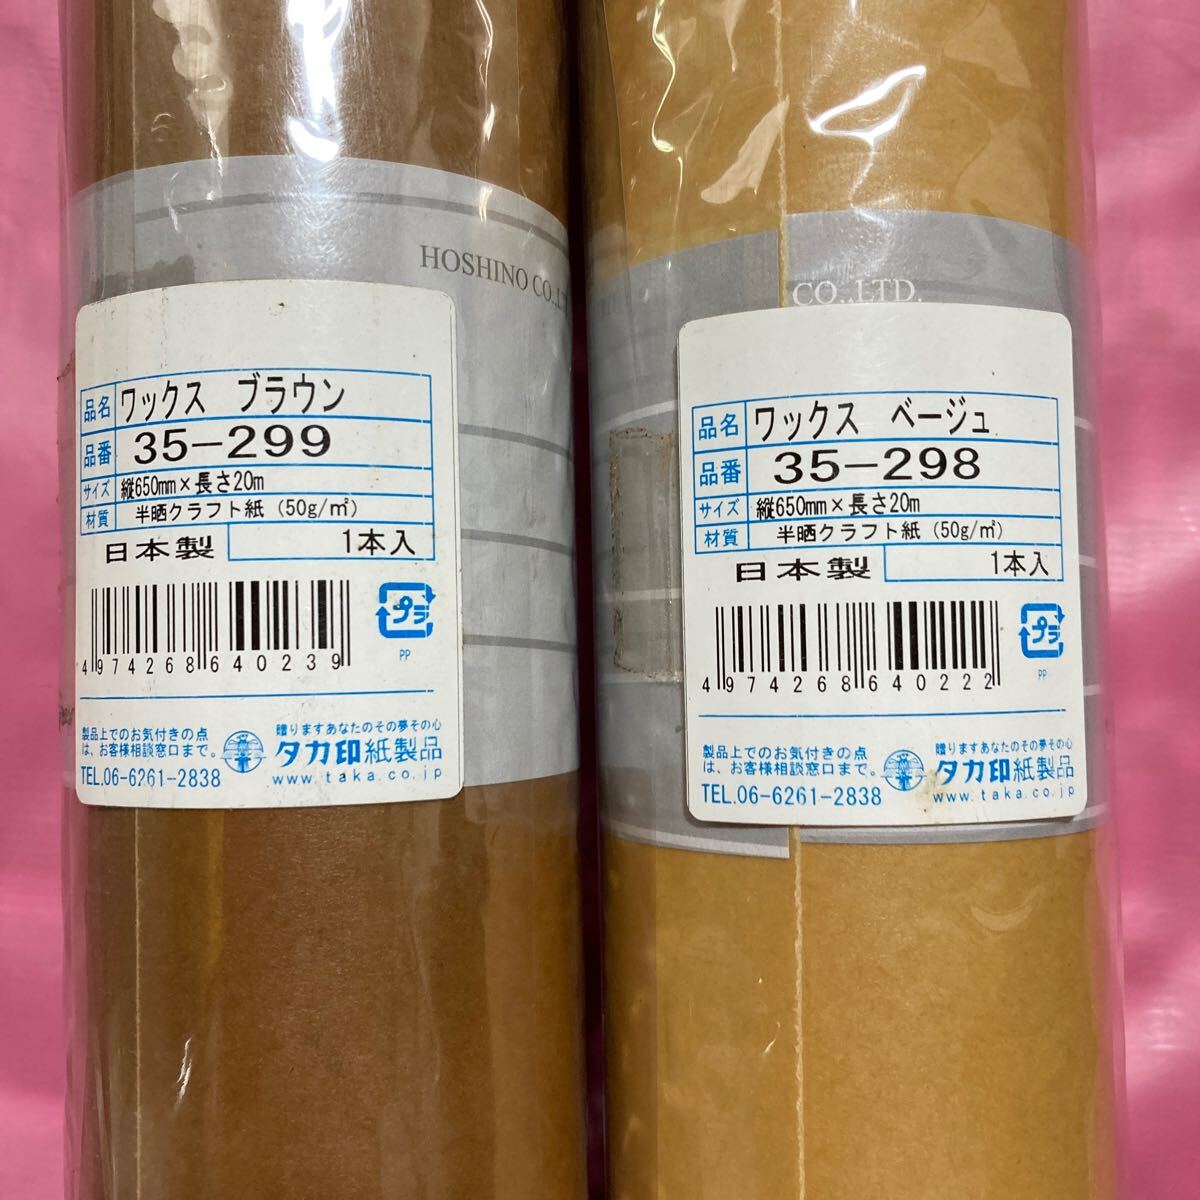 HOSHINO CO.,
品名 ワックス ブラウン
品番 35-299
サイズ 縦650mm×長さ20m
材質 半晒クラフト紙(50g/㎡)
日本製 1本入
プラ
PP
4974268640239
製品上でのお気付きの点
は、お客様相談窓口まで。
TEL.06-6261-2838
贈りますあなたのその夢その心
タカ印紙製品
www.taka.co.jp
CO.,LTD.
品名 ワックス ベージュ
品番 35-298
サイズ 縦650mm×長さ20m
材質 半晒クラフト紙(50g/㎡)
日本製 1本入
プラ
PP
4974268640222
製品上でのお気付きの点
は、お客様相談窓口まで。
TEL.06-6261-2838
贈りますあなたのその夢その心
タカ印紙製品
www.taka.co.jp